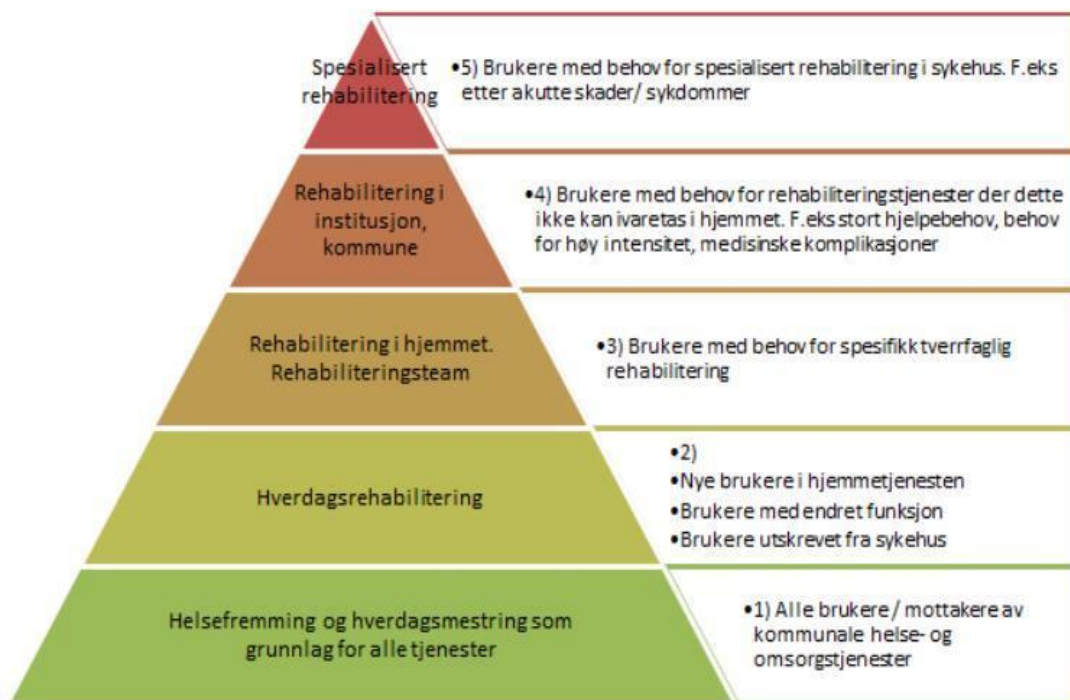 Spesialisert
rehabilitering
•5) Brukere med behov for spesialisert rehabilitering i sykehus. F.eks
etter akutte skader/ sykdommer
Rehabilitering i
institusjon,
kommune
•4) Brukere med behov for rehabiliteringstjenester der dette
ikke kan ivaretas i hjemmet. F.eks stort hjelpebehov, behov
for høy intensitet, medisinske komplikasjoner
Rehabilitering i hjemmet.
Rehabiliteringsteam
•3) Brukere med behov for spesifikk tverrfaglig
rehabilitering
Hverdagsrehabilitering
•2)
•Nye brukere i hjemmetjenesten
•Brukere med endret funksjon
•Brukere utskrevet fra sykehus
Helsefremming og hverdagsmestring som
grunnlag for alle tjenester
•1) Alle brukere / mottakere av
kommunale helse- og
omsorgstjenester